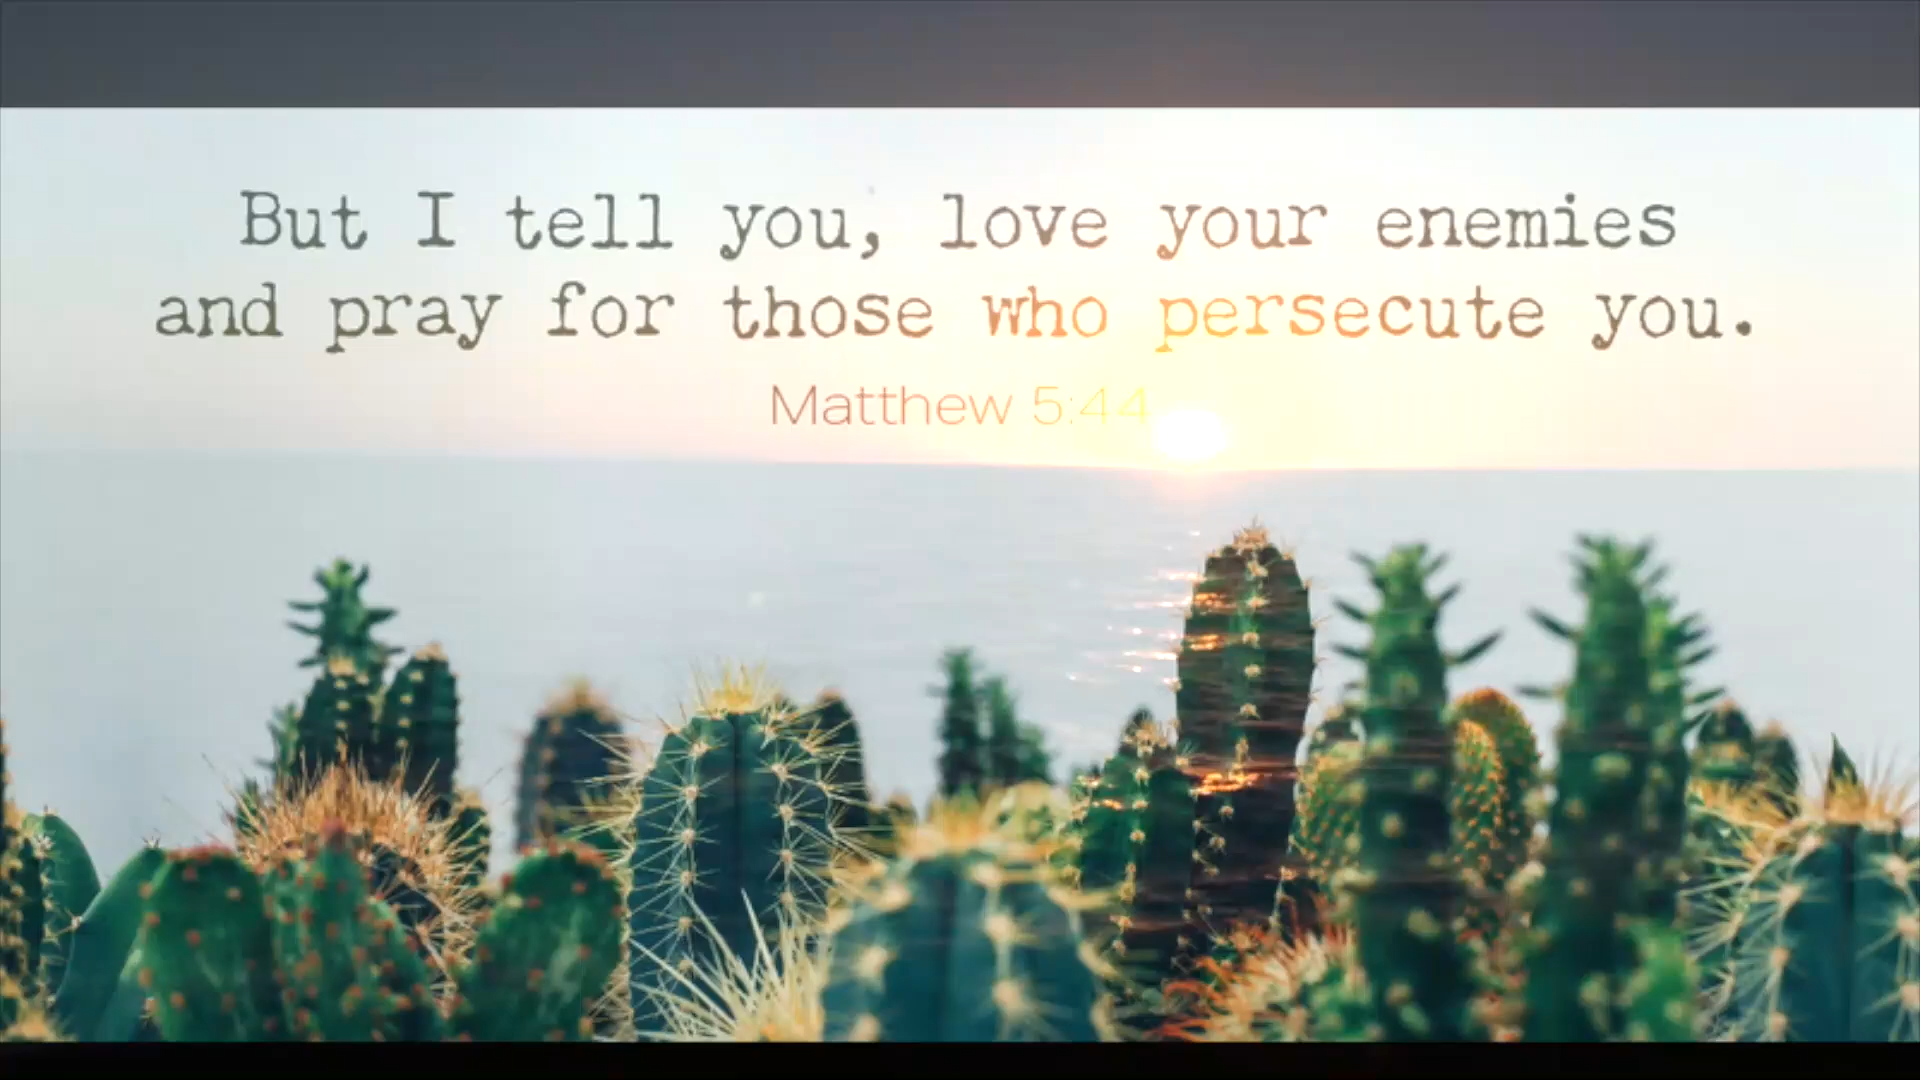 But I tell you, love your enemies
and pray for those who persecute you.
Matthew 5:44